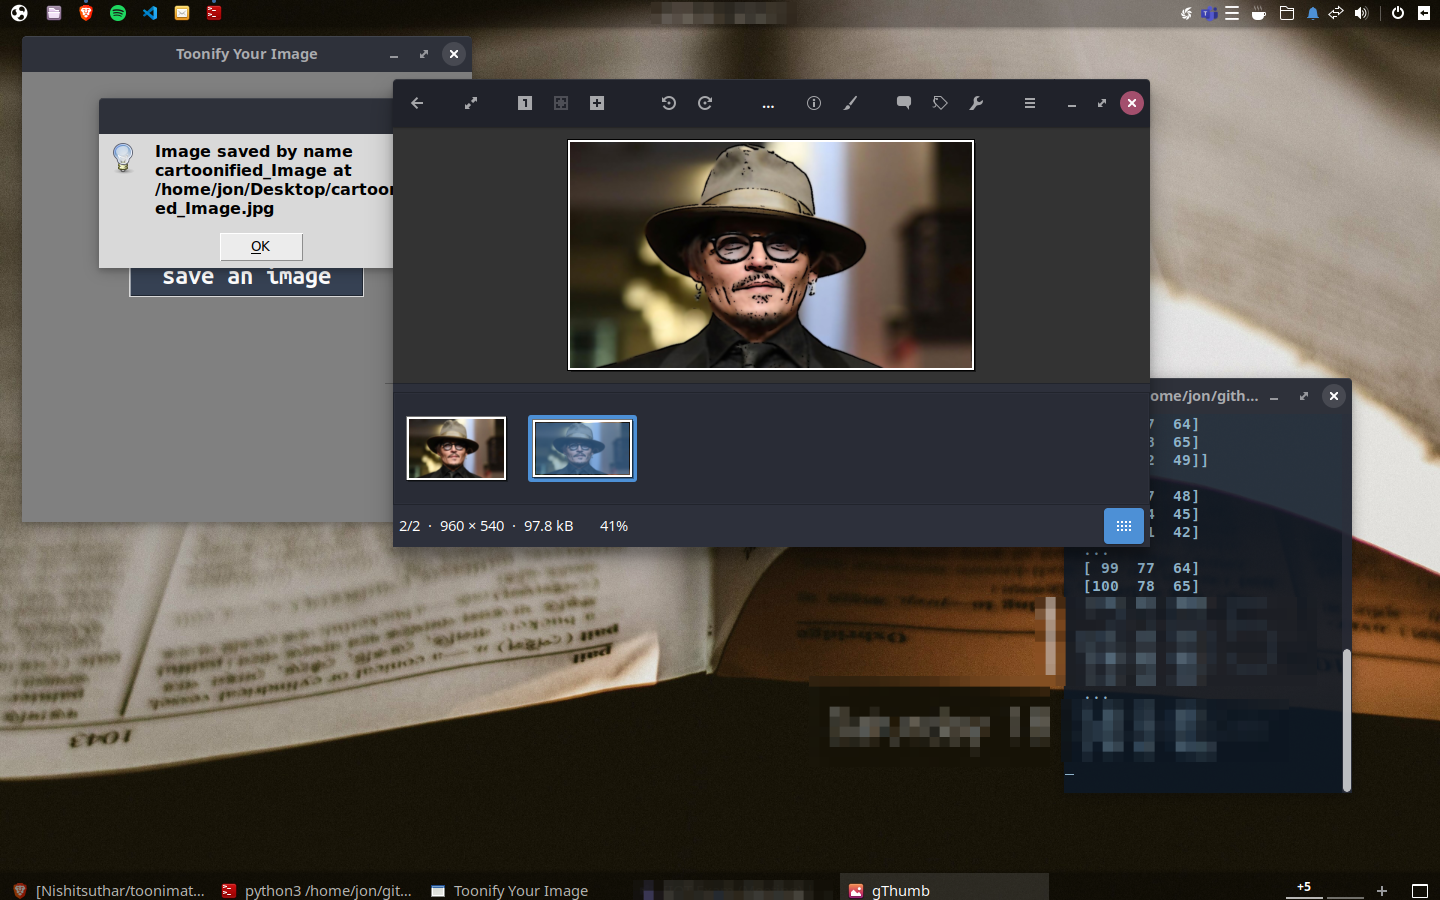 Toonify Your Image
Image saved by name
cartoonified_Image at
/home/jon/Desktop/cartoon
ed_Image.jpg
OK
save an image
1
...
2/2 · 960 × 540 · 97.8 kB 41%
ome/jon/gith...
7 64]
3 65]
2 49]]
7 48]
4 45]
1 42]
...
[ 99 77 64]
[100 78 65]
...
1043
[Nishitsuthar/toonimat...
python3 /home/jon/git...
Toonify Your Image
gThumb
+5